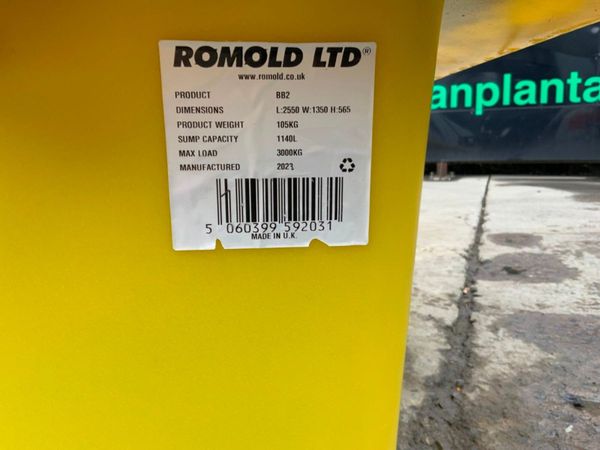 ROMOLD LTD®
www.romold.co.uk
PRODUCT BB2
DIMENSIONS L:2550 W:1350 H:565
PRODUCT WEIGHT 105KG
SUMP CAPACITY 1140L
MAX LOAD 3000KG
MANUFACTURED 2023
5 060399 592031
MADE IN U.K.
anplanta